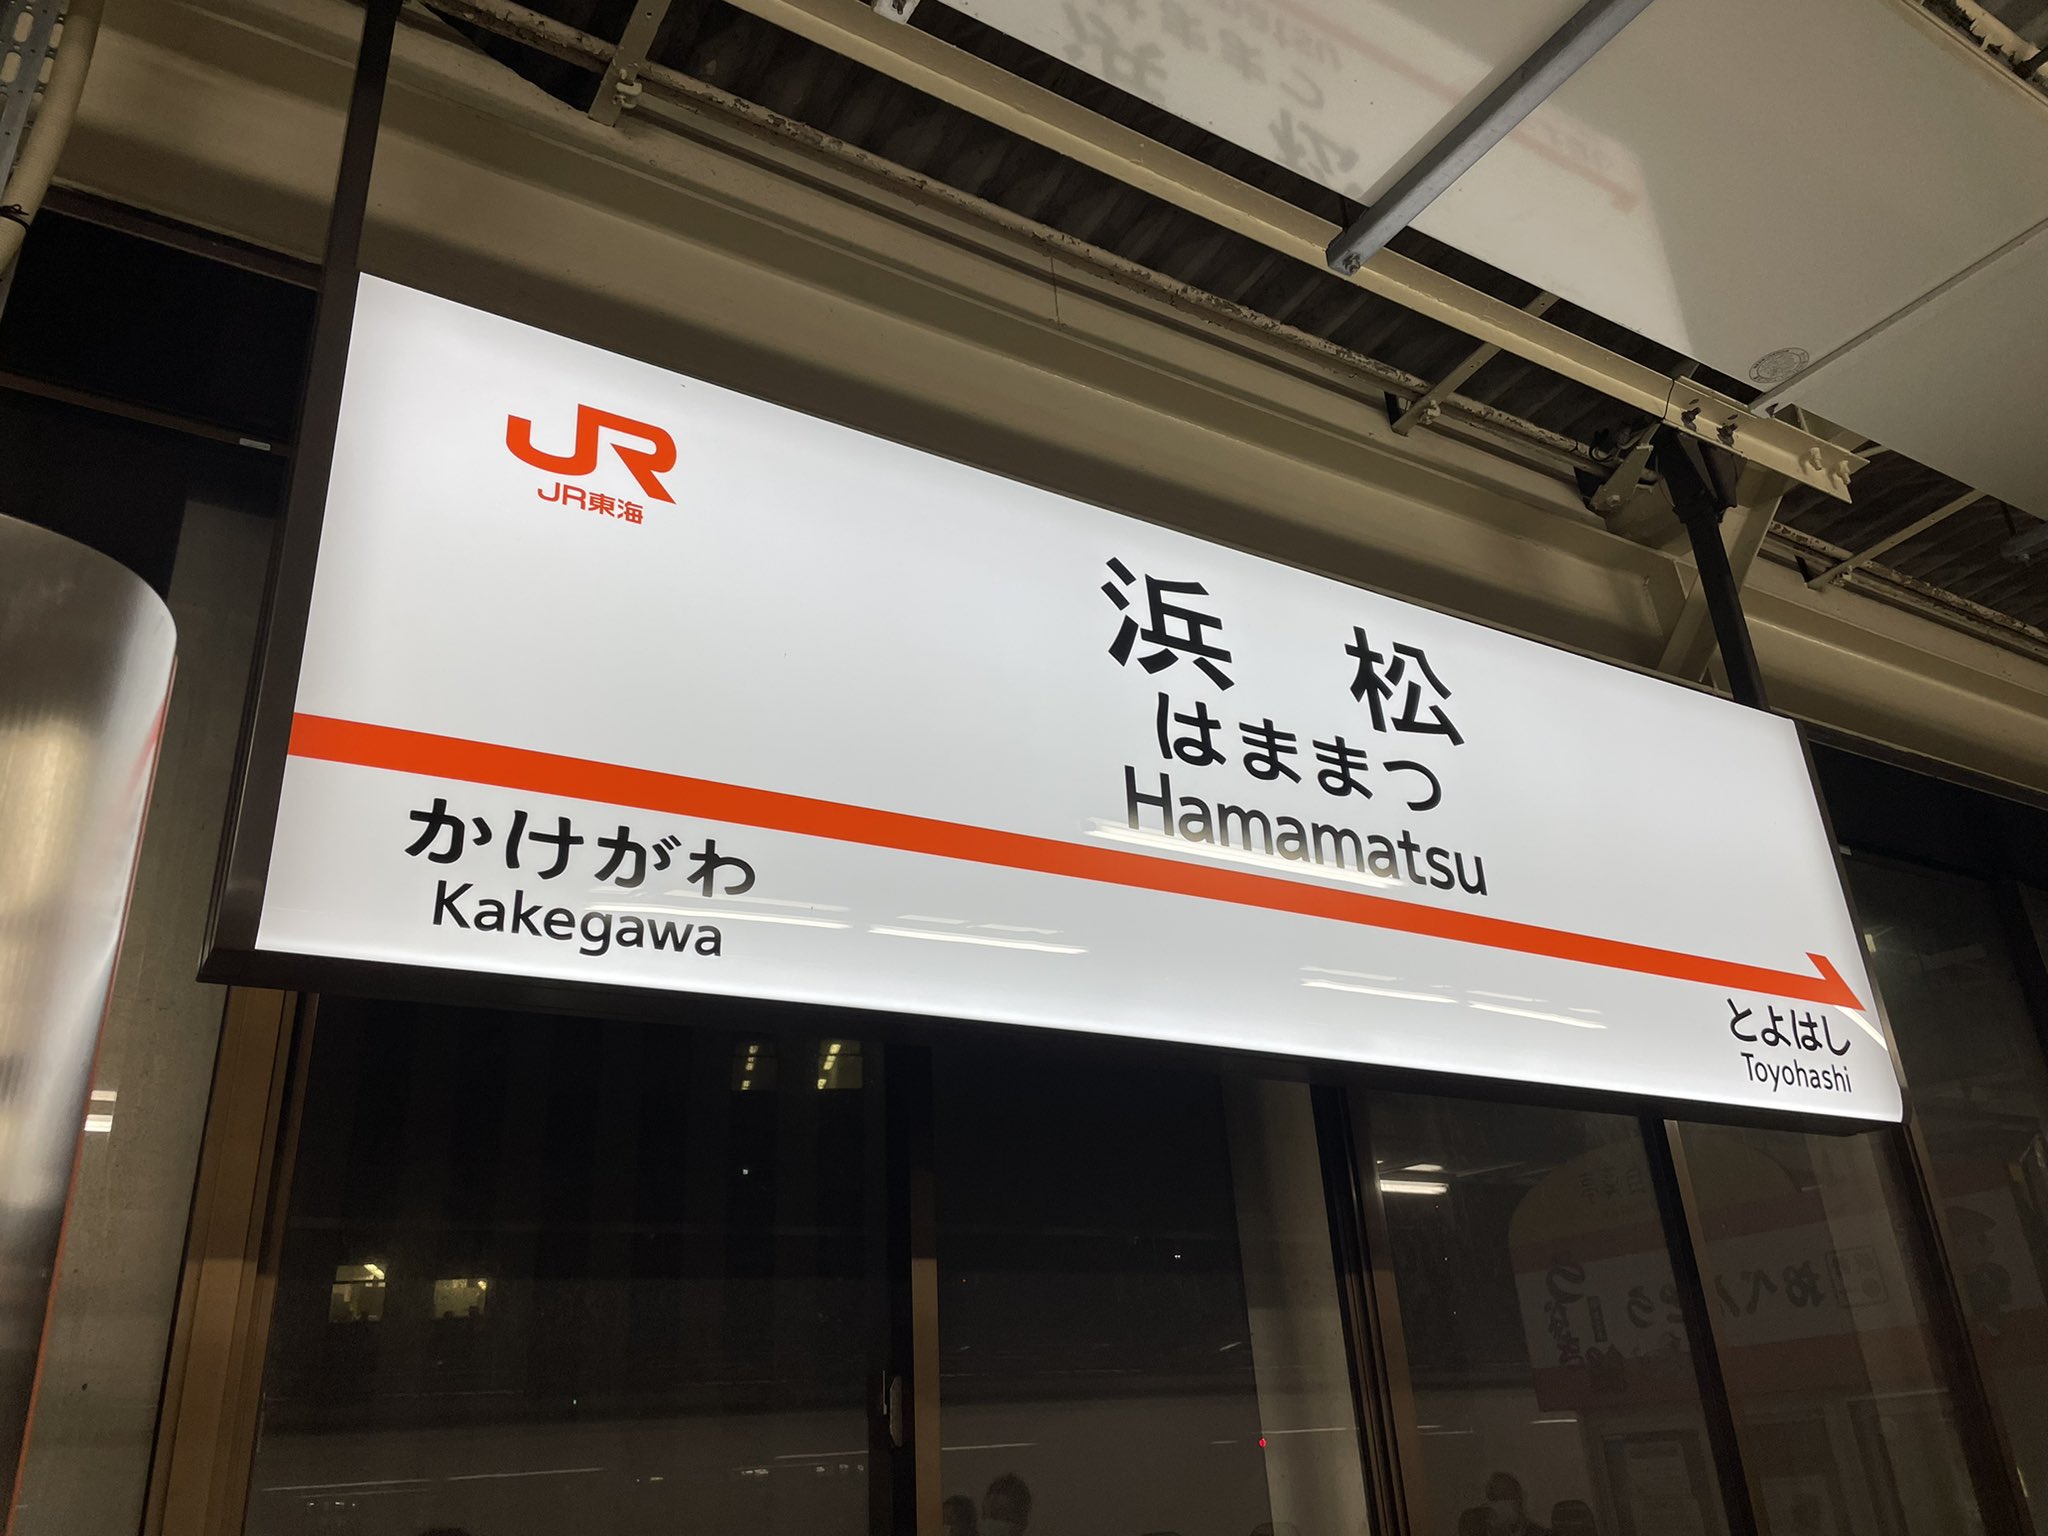 JR
JR東海
浜松
はままつ
Hamamatsu
かけがわ
Kakegawa
とよはし
Toyohashi